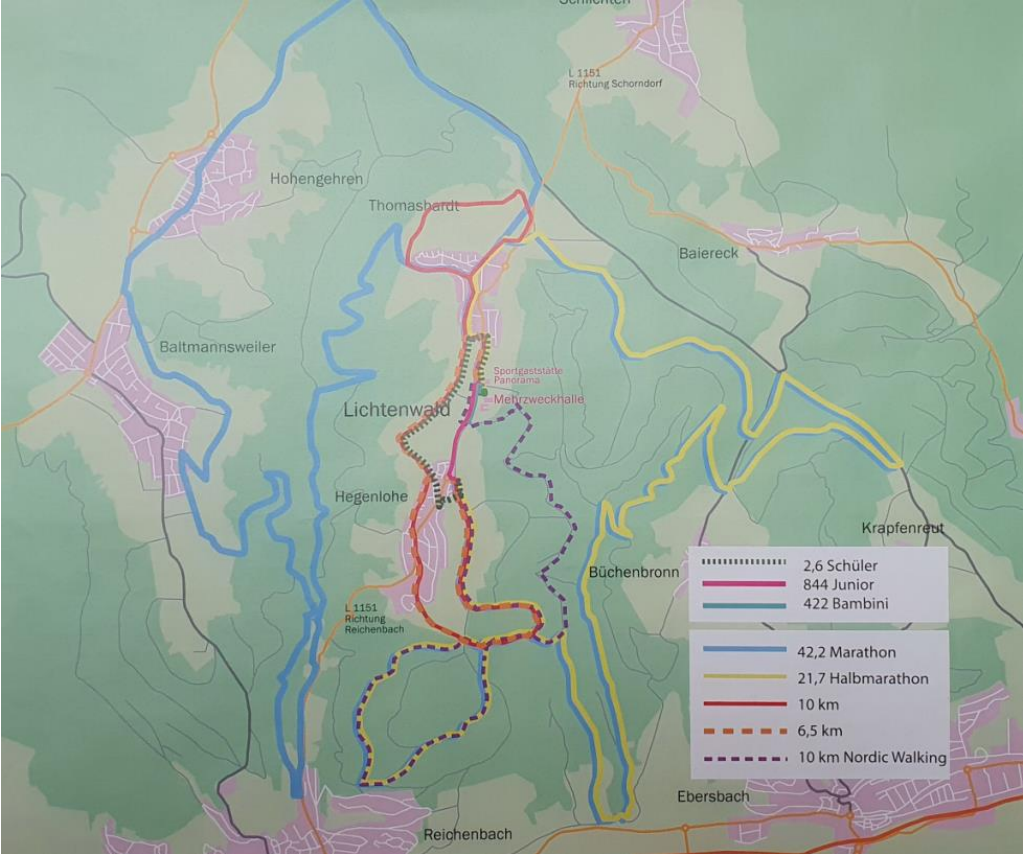 Schlichten
L 1151
Richtung Schorndorf
Hohengehren
Thomashardt
Baiereck
Baltmannsweiler
Sportgaststätte
Panorama
Mehrzweckhalle
Lichtenwald
Hegenlohe
Krapfenreut
Büchenbronn
L 1151
Richtung
Reichenbach
2,6 Schüler
844 Junior
422 Bambini
42,2 Marathon
21,7 Halbmarathon
10 km
6,5 km
10 km Nordic Walking
Ebersbach
Reichenbach